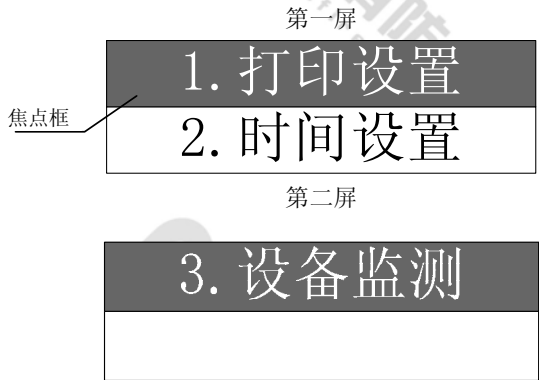 第一屏
1.打印设置
焦点框
2.时间设置
第二屏
3.设备监测